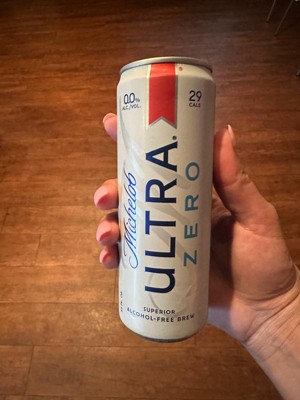 0.0%
ALC./VOL.
29
CALS
Michelob
ULTRA
ZERO
SUPERIOR
ALCOHOL-FREE BREW